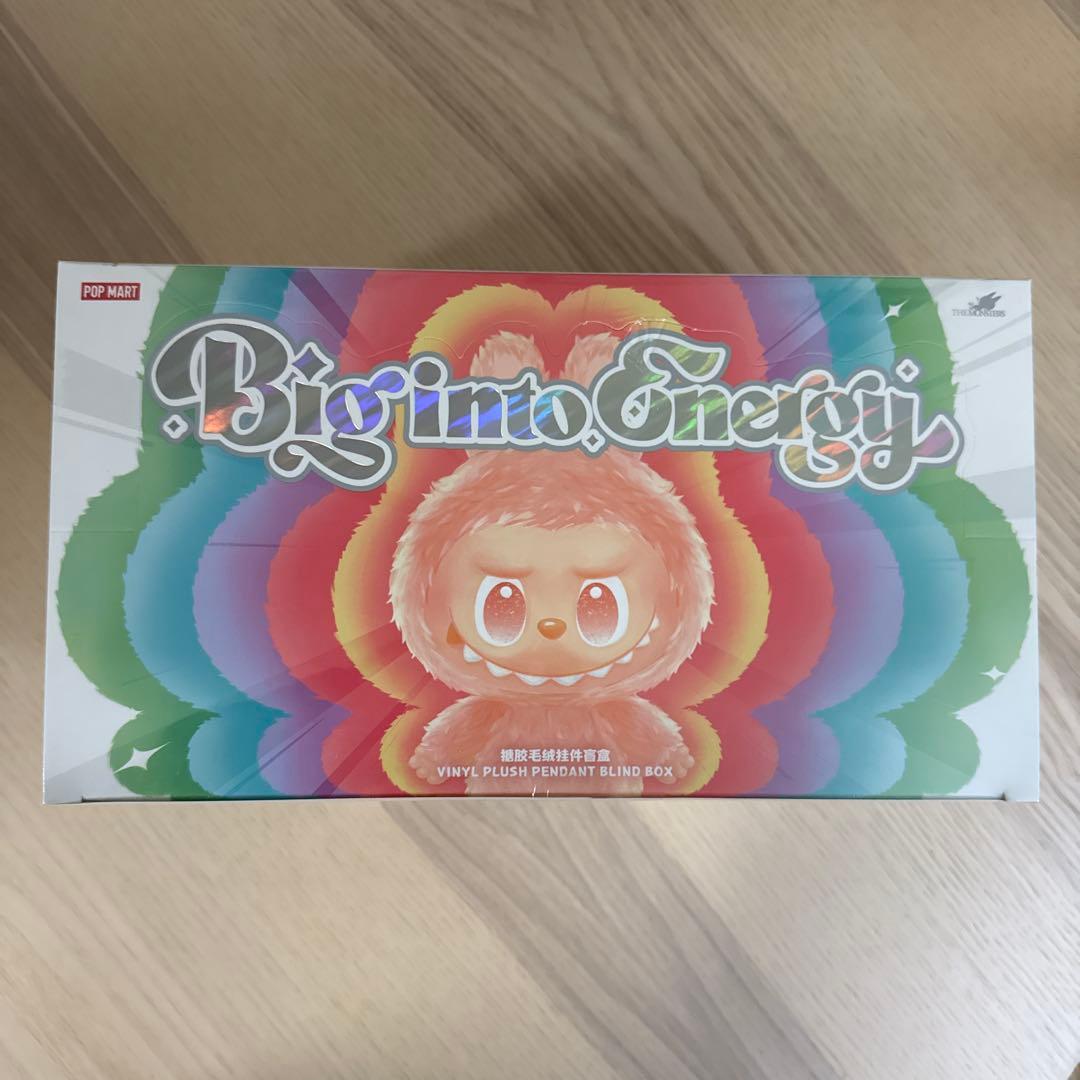 POP MART
THE MONSTERS
Big into Energy
搪胶毛绒挂件盲盒
VINYL PLUSH PENDANT BLIND BOX